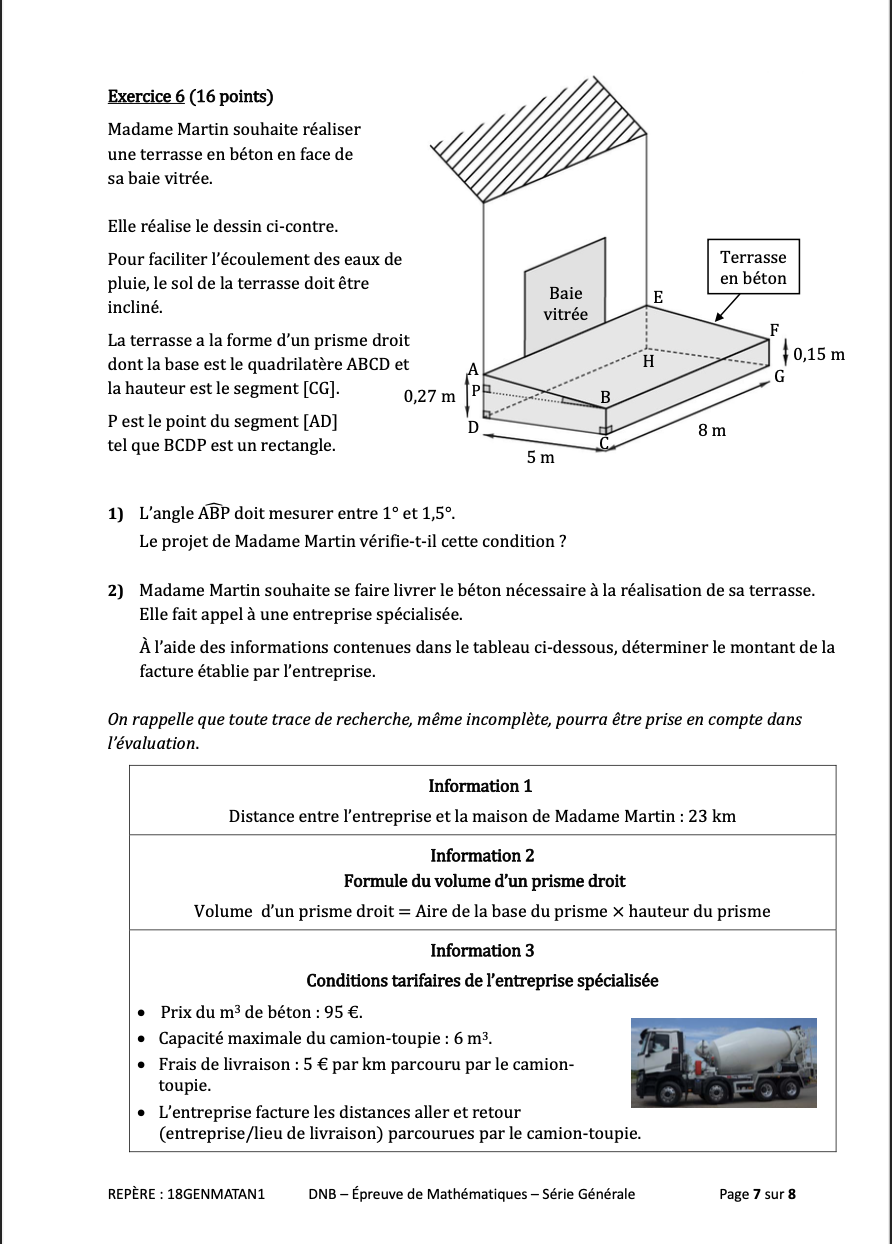 Exercice 6 (16 points)
Madame Martin souhaite réaliser
une terrasse en béton en face de
sa baie vitrée.
Elle réalise le dessin ci-contre.
Pour faciliter l’écoulement des eaux de
pluie, le sol de la terrasse doit être
incliné.
La terrasse a la forme d’un prisme droit
dont la base est le quadrilatère ABCD et
la hauteur est le segment [CG].
P est le point du segment [AD]
tel que BCDP est un rectangle.
Terrasse
en béton
Baie
vitrée
E
F
0,15 m
H
G
A
P
0,27 m
B
D
C
8 m
5 m
1) L’angle ABP doit mesurer entre 1° et 1,5°.
Le projet de Madame Martin vérifie-t-il cette condition ?
2) Madame Martin souhaite se faire livrer le béton nécessaire à la réalisation de sa terrasse.
Elle fait appel à une entreprise spécialisée.
À l’aide des informations contenues dans le tableau ci-dessous, déterminer le montant de la
facture établie par l’entreprise.
On rappelle que toute trace de recherche, même incomplète, pourra être prise en compte dans
l’évaluation.
Information 1
Distance entre l’entreprise et la maison de Madame Martin : 23 km
Information 2
Formule du volume d’un prisme droit
Volume d’un prisme droit = Aire de la base du prisme × hauteur du prisme
Information 3
Conditions tarifaires de l’entreprise spécialisée
• Prix du m³ de béton : 95 €.
• Capacité maximale du camion-toupie : 6 m³.
• Frais de livraison : 5 € par km parcouru par le camion-
toupie.
• L’entreprise facture les distances aller et retour
(entreprise/lieu de livraison) parcourues par le camion-toupie.
REPÈRE : 18GENMATAN1 DNB – Épreuve de Mathématiques – Série Générale Page 7 sur 8